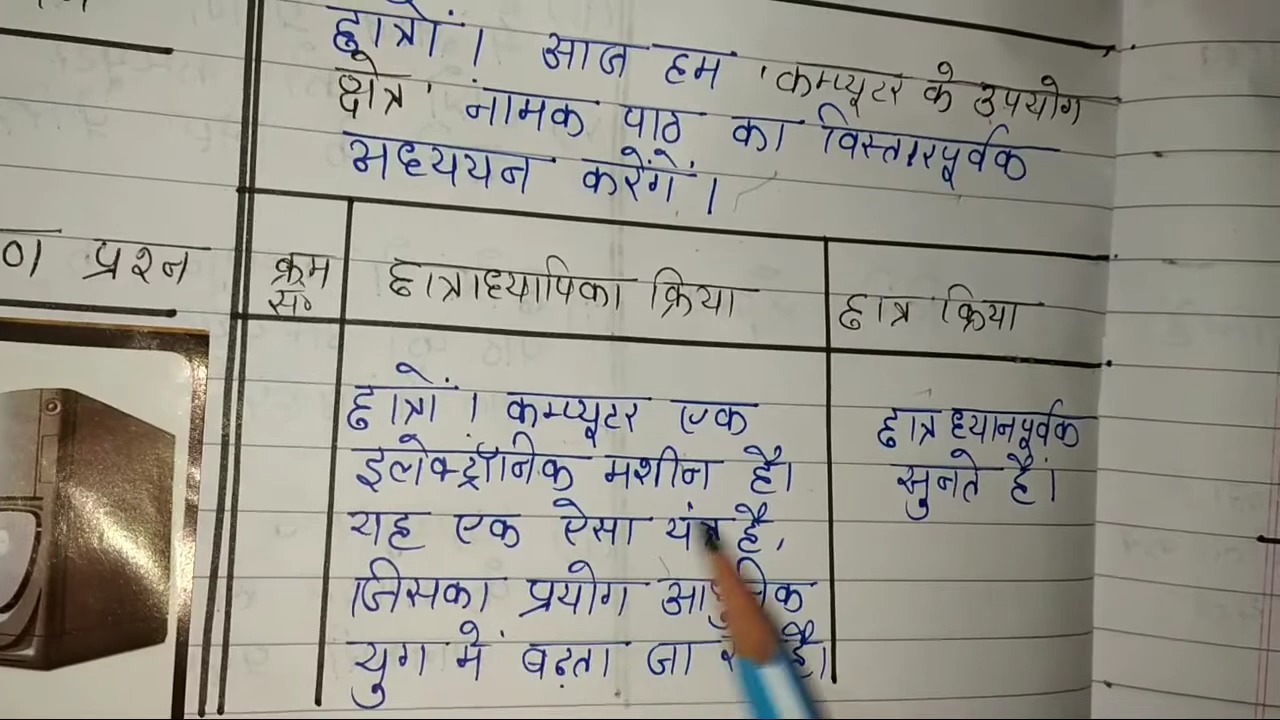 छात्रों। आज हम 'कम्प्यूटर के उपयोग
क्षेत्र' नामक पाठ का विस्तारपूर्वक
अध्ययन करेंगे।
प्रश्न
क्रम
सं०
छात्राध्यापिका क्रिया
छात्र क्रिया
छात्रों। कम्प्यूटर एक
इलेक्ट्रॉनिक मशीन है।
यह एक ऐसा यंत्र है,
जिसका प्रयोग
युग में बढ़ता जा है।
छात्र ध्यानपूर्वक
सुनते हैं।